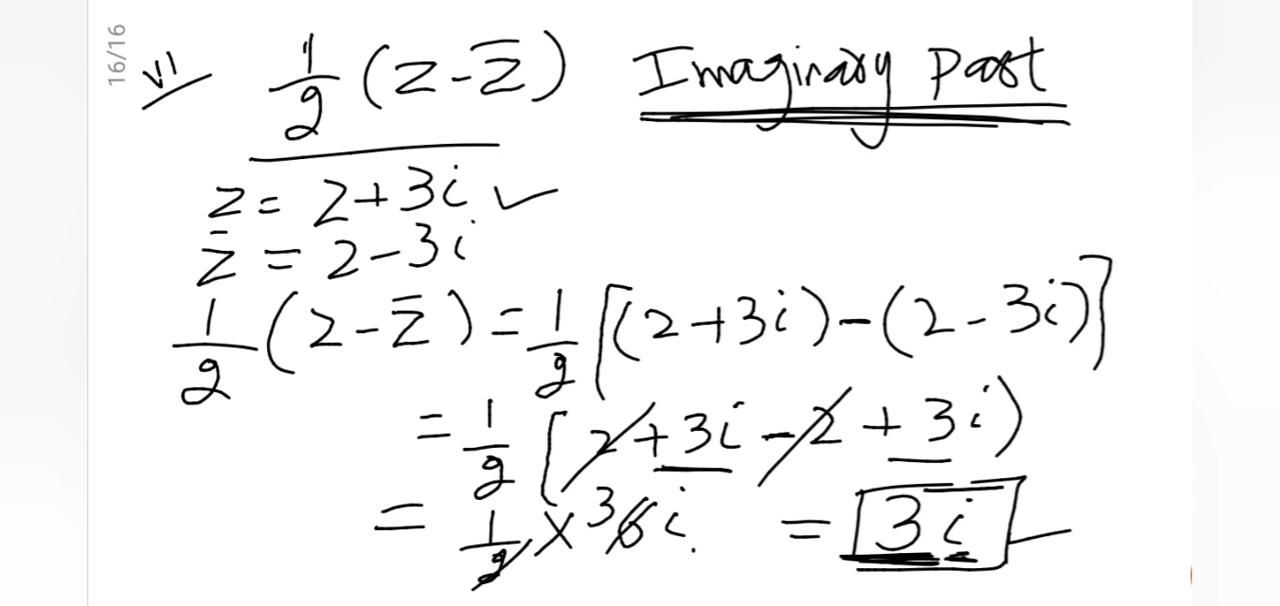 16/16
vi 1/2 (z - z̄) Imaginary Part
z = 2 + 3i ✓
z̄ = 2 - 3i
1/2 (z - z̄) = 1/2 [(2 + 3i) - (2 - 3i)]
= 1/2 [2 + 3i - 2 + 3i)
= 1/2 × 3 6i. = 3i